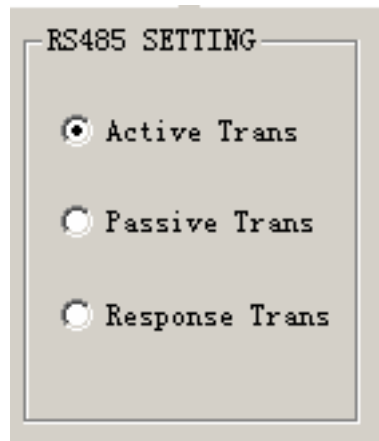 RS485 SETTING
Active Trans
Passive Trans
Response Trans